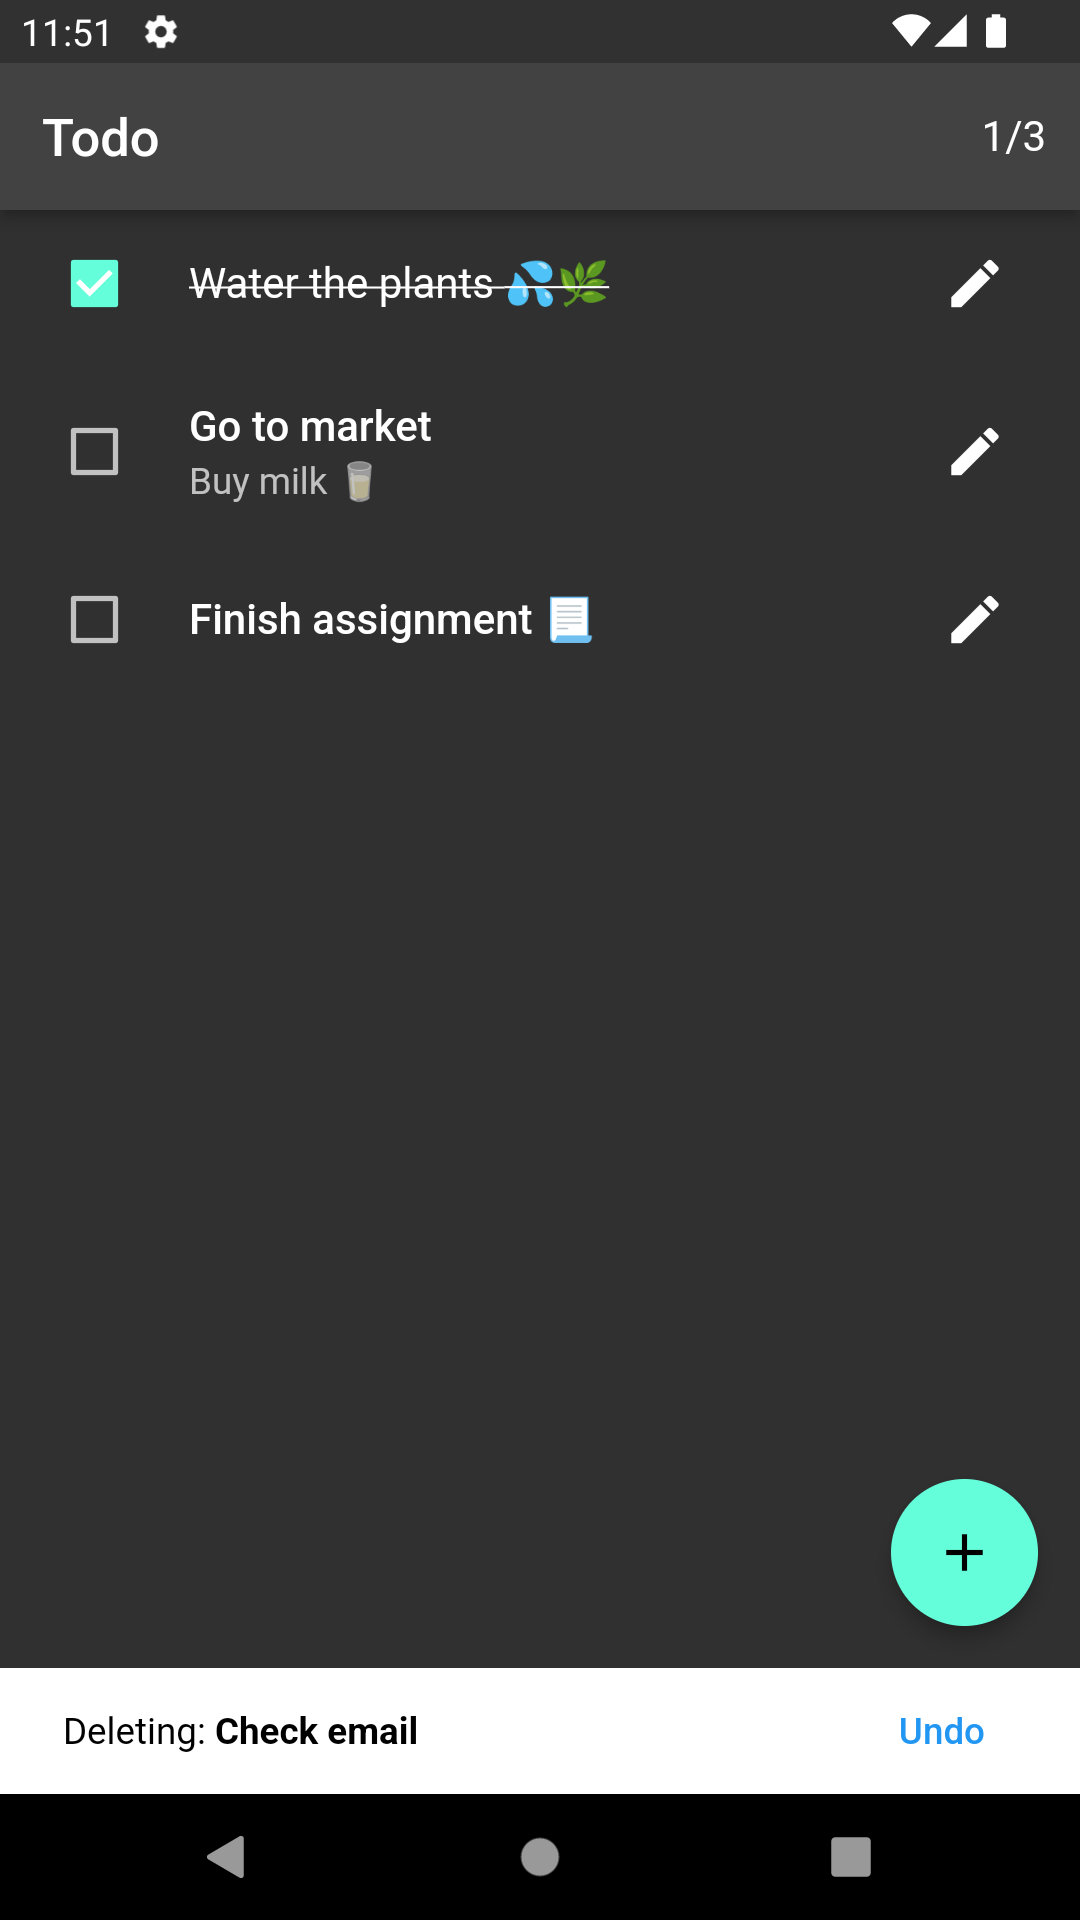 11:51
Todo 1/3
Water the plants 💦🌿
Go to market
Buy milk 🥛
Finish assignment 📃
Deleting: Check email Undo